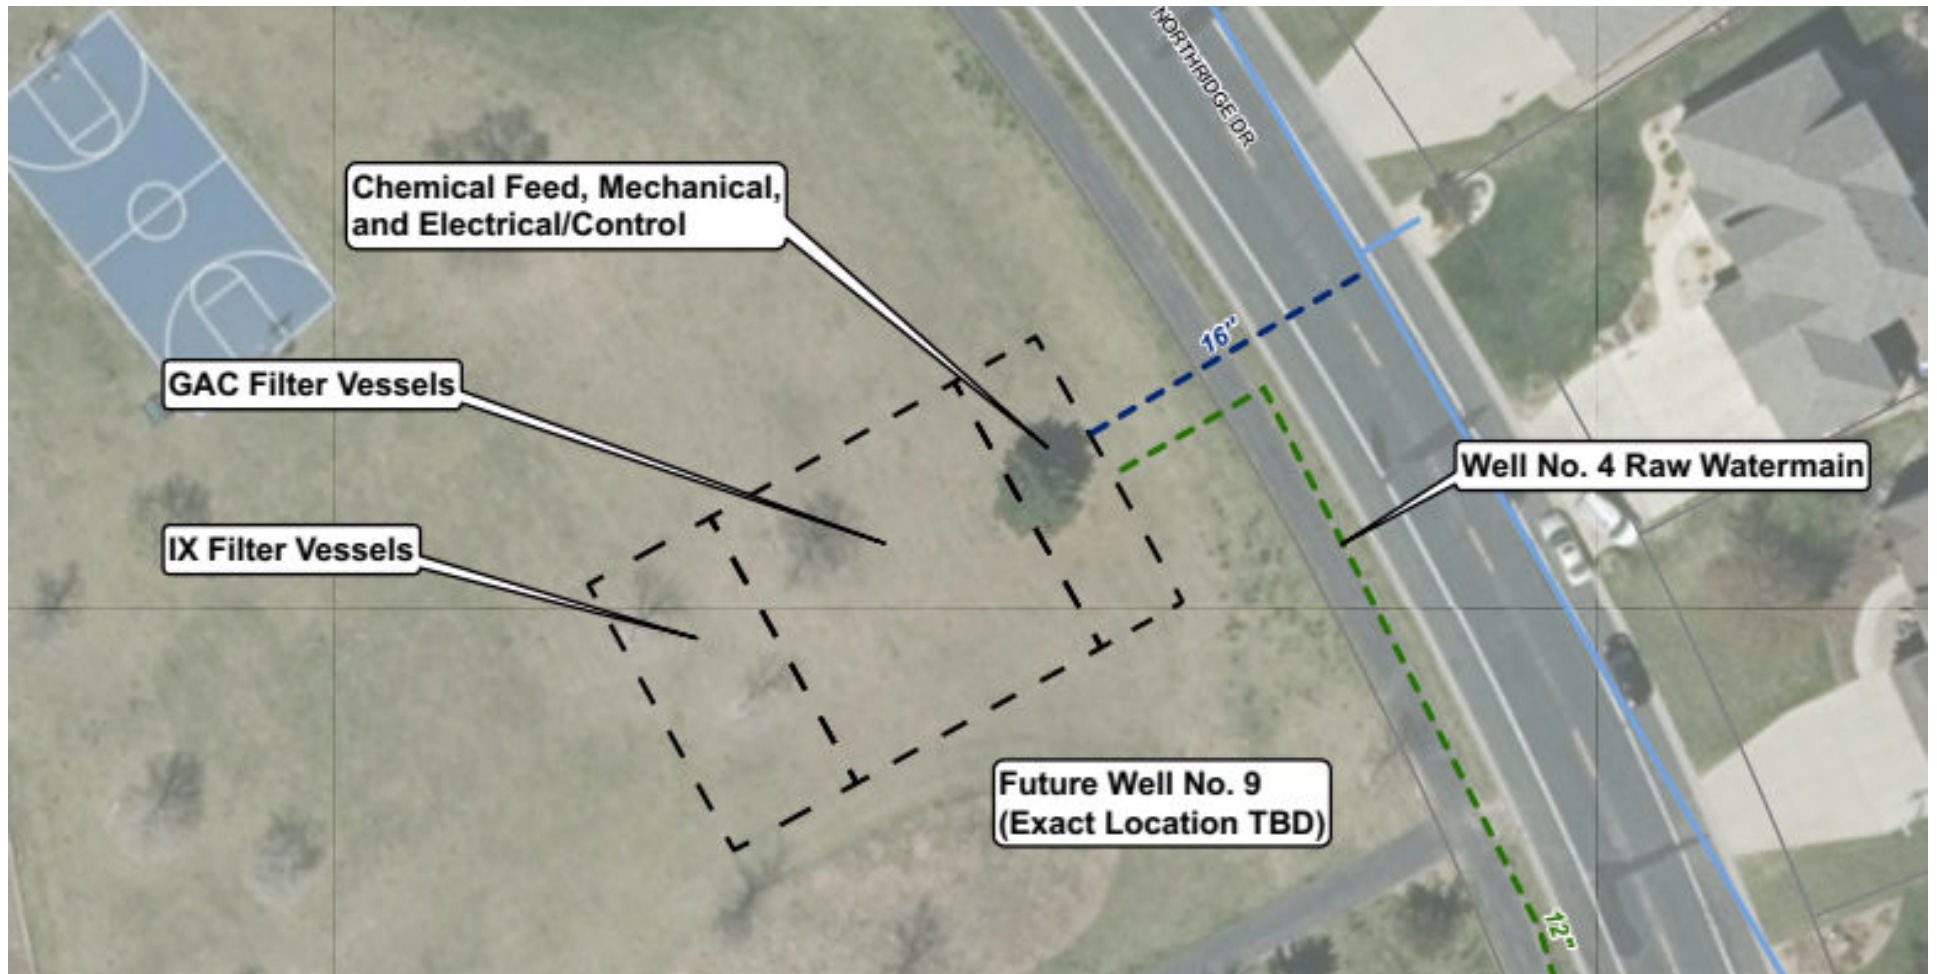 NORTHRIDGE DR
Chemical Feed, Mechanical,
and Electrical/Control
16"
GAC Filter Vessels
Well No. 4 Raw Watermain
IX Filter Vessels
Future Well No. 9
(Exact Location TBD)
12"